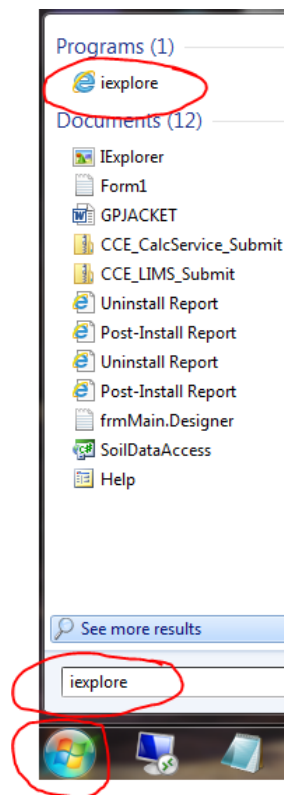 Programs (1)
iexplore
Documents (12)
IExplorer
Form1
GPJACKET
CCE_CalcService_Submit
CCE_LIMS_Submit
Uninstall Report
Post-Install Report
Uninstall Report
Post-Install Report
frmMain.Designer
SoilDataAccess
Help
See more results
iexplore